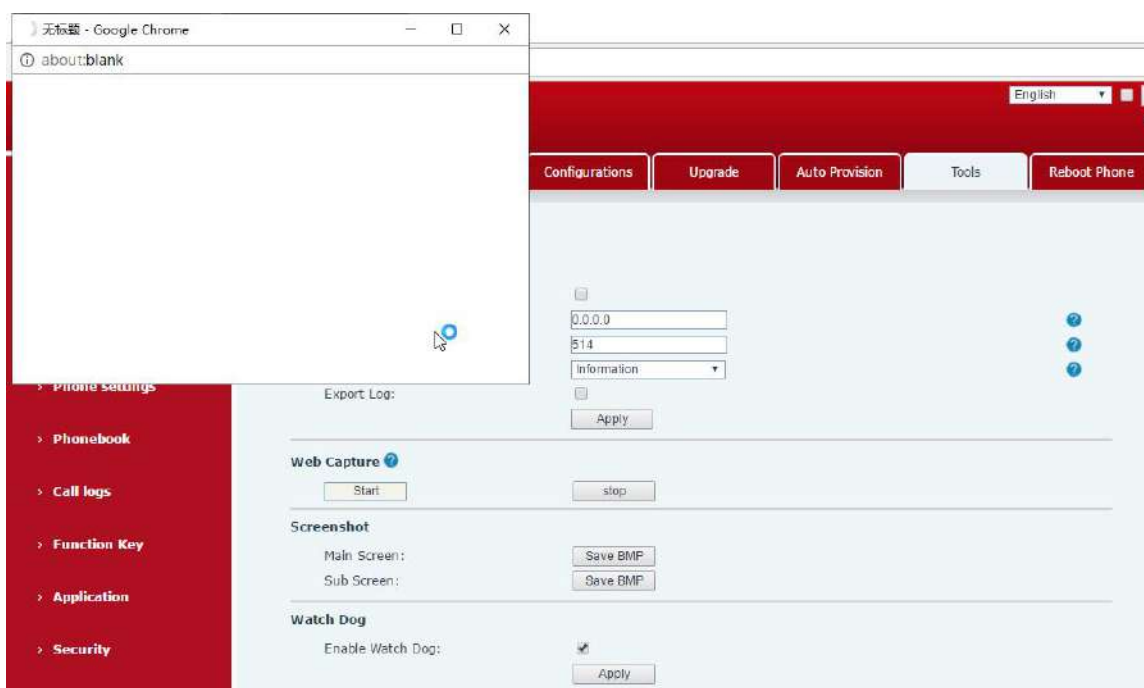 无标题 - Google Chrome
about:blank
English
Configurations
Upgrade
Auto Provision
Tools
Reboot Phone
0.0.0.0
514
Information
Export Log:
Apply
Web Capture
Start
stop
Screenshot
Main Screen:
Save BMP
Sub Screen:
Save BMP
Watch Dog
Enable Watch Dog:
Apply
Phone settings
Phonebook
Call logs
Function Key
Application
Security